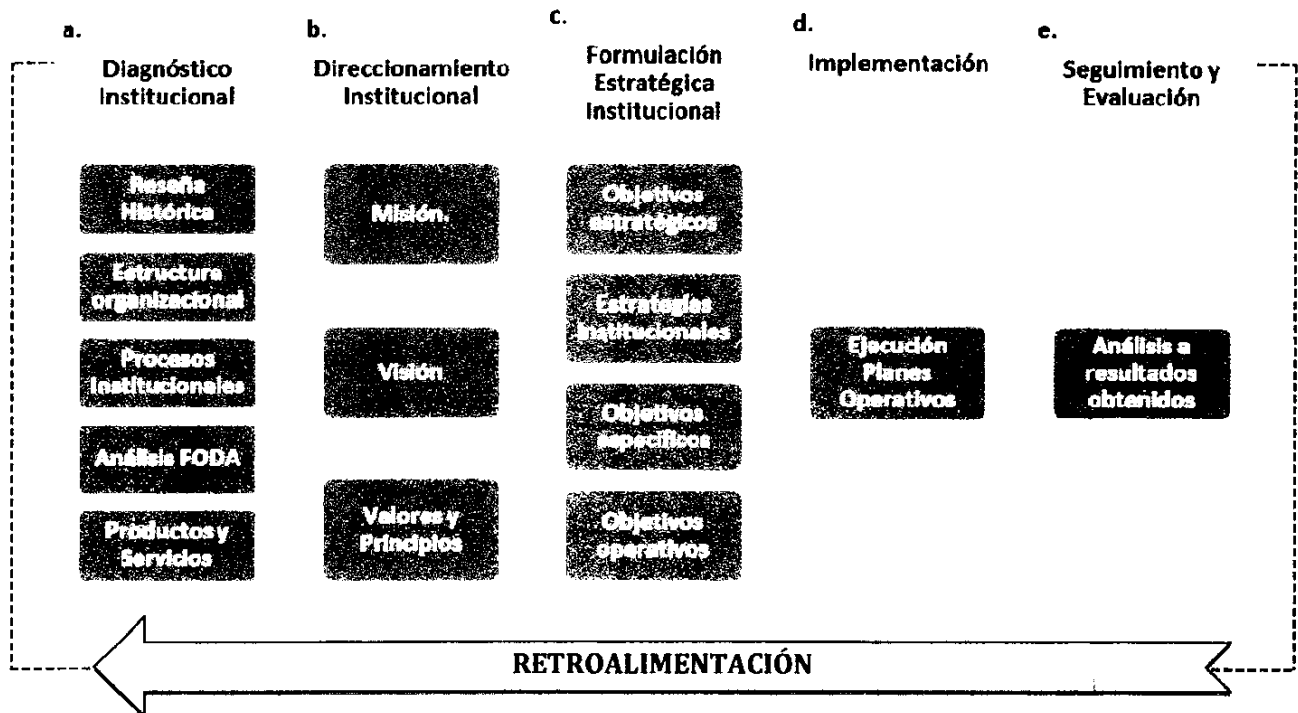 a.
Diagnóstico
Institucional
Reseña
Histórica
Estructura
organizacional
Procesos
Institucionales
Análisis FODA
Productos y
Servicios
b.
Direccionamiento
Institucional
Misión.
Visión
Valores y
Principios
c.
Formulación
Estratégica
Institucional
Objetivos
estratégicos
Estrategias
Institucionales
Objetivos
específicos
Objetivos
operativos
d.
Implementación
Ejecución
Planes
Operativos
e.
Seguimiento y
Evaluación
Análisis a
resultados
obtenidos
RETROALIMENTACIÓN